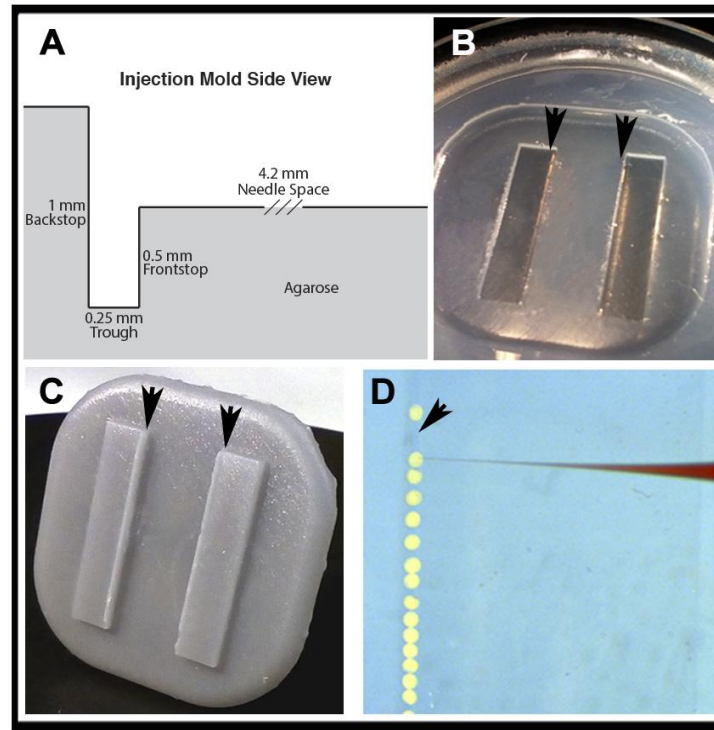 A
Injection Mold Side View
4.2 mm
Needle Space
1 mm
Backstop
0.5 mm
Frontstop
Agarose
0.25 mm
Trough
B
C
D